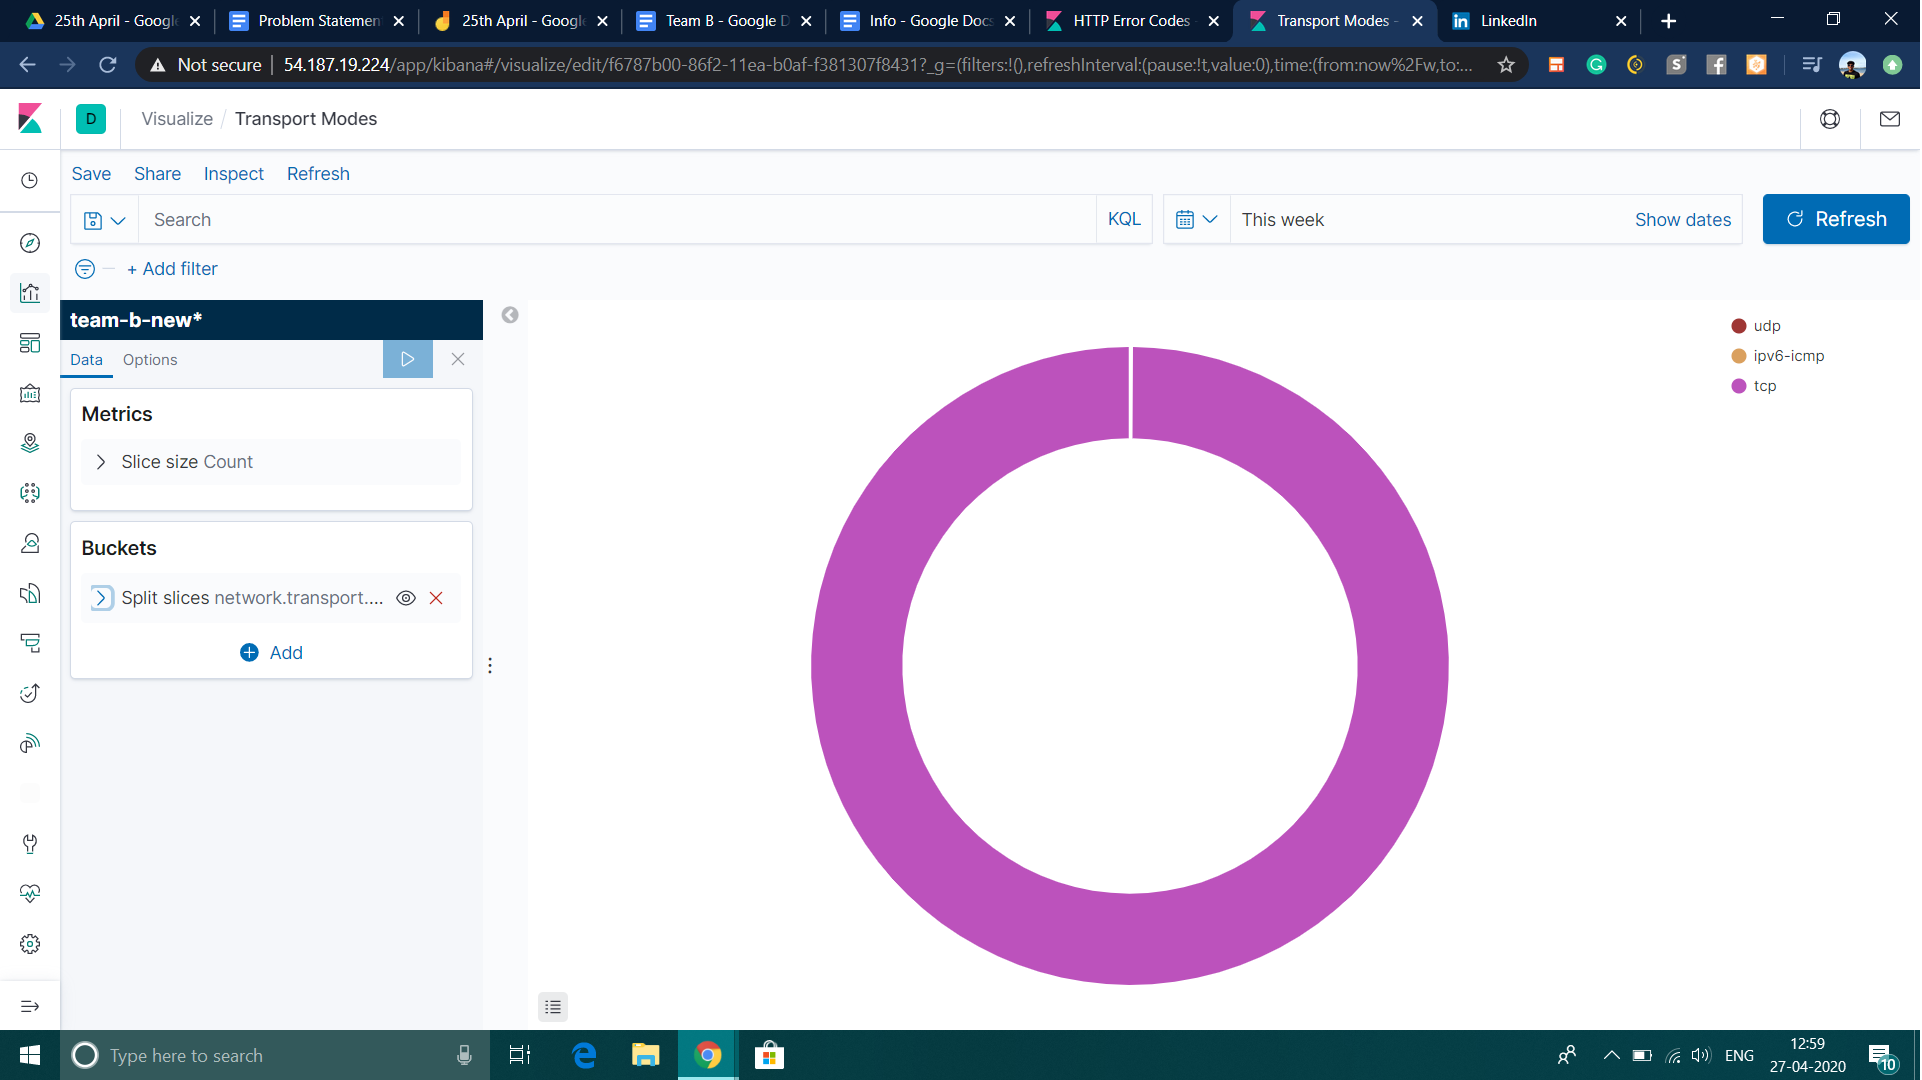 25th April - Google
Problem Statemen
25th April - Google
Team B - Google D
Info - Google Docs
HTTP Error Codes -
Transport Modes -
in LinkedIn
Not secure
54.187.19.224/app/kibana#/visualize/edit/f6787b00-86f2-11ea-b0af-f381307f8431?_g=(filters:!(),refreshInterval:(pause:!t,value:0),time:(from:now%2Fw,to:...
D
Visualize / Transport Modes
Save Share Inspect Refresh
Search
KQL
This week
Show dates
Refresh
+ Add filter
team-b-new*
Data Options
Metrics
Slice size Count
Buckets
Split slices network.transport....
Add
udp
ipv6-icmp
tcp
Type here to search
ENG
12:59
27-04-2020
10